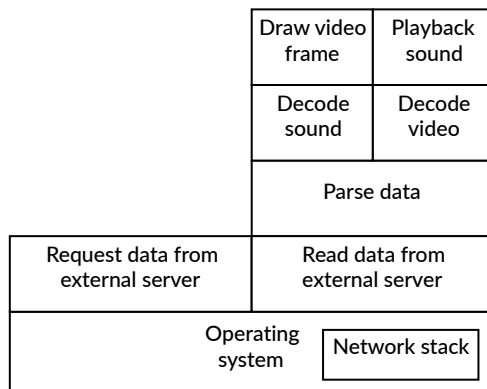 Draw video
frame
Playback
sound
Decode
sound
Decode
video
Parse data
Request data from
external server
Read data from
external server
Operating
system
Network stack